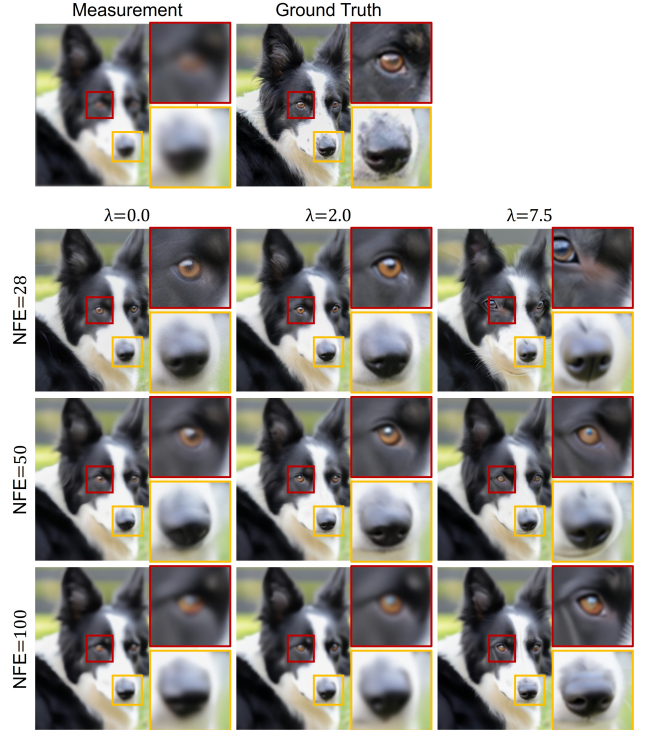 Measurement Ground Truth
λ=0.0 λ=2.0 λ=7.5
NFE=28
NFE=50
NFE=100